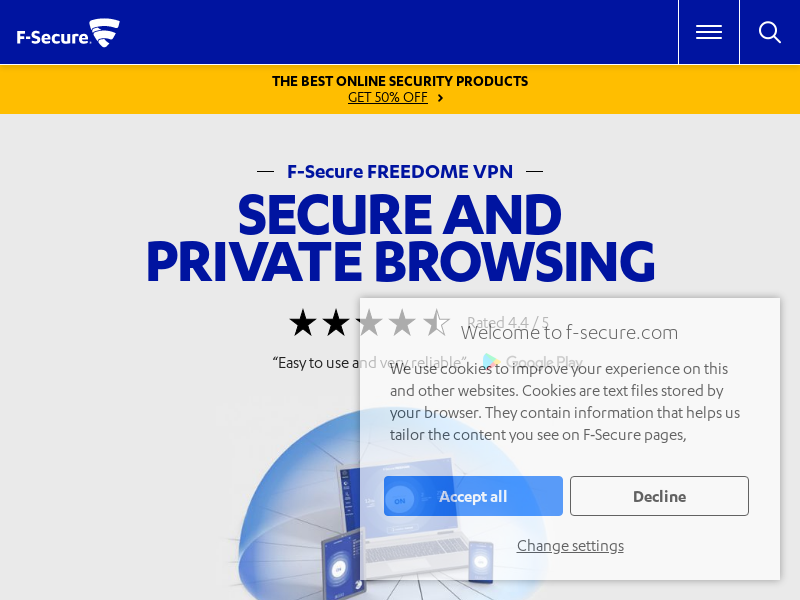 F-Secure
THE BEST ONLINE SECURITY PRODUCTS
GET 50% OFF
F-Secure FREEDOME VPN
SECURE AND
PRIVATE BROWSING
Rated 4.4 / 5
"Easy to use and very reliable" Google Play
Welcome to f-secure.com
We use cookies to improve your experience on this
and other websites. Cookies are text files stored by
your browser. They contain information that helps us
tailor the content you see on F-Secure pages,
Accept all
Decline
Change settings
ON
ON
ON